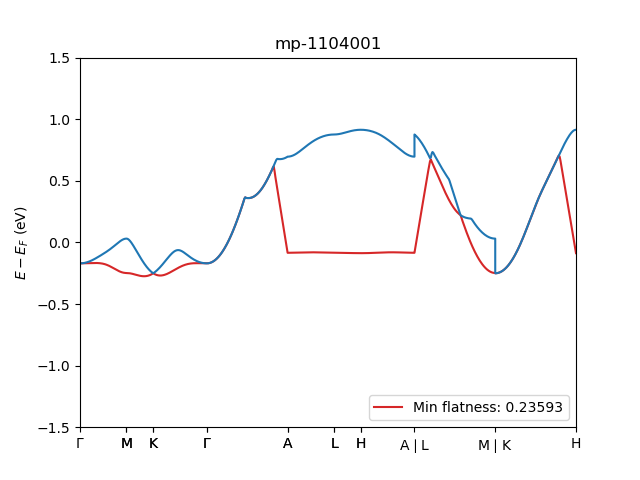 mp-1104001
1.5
1.0
0.5
0.0
−0.5
−1.0
−1.5
E − E_F (eV)
Min flatness: 0.23593
Γ M K Γ A L H A | L M | K H